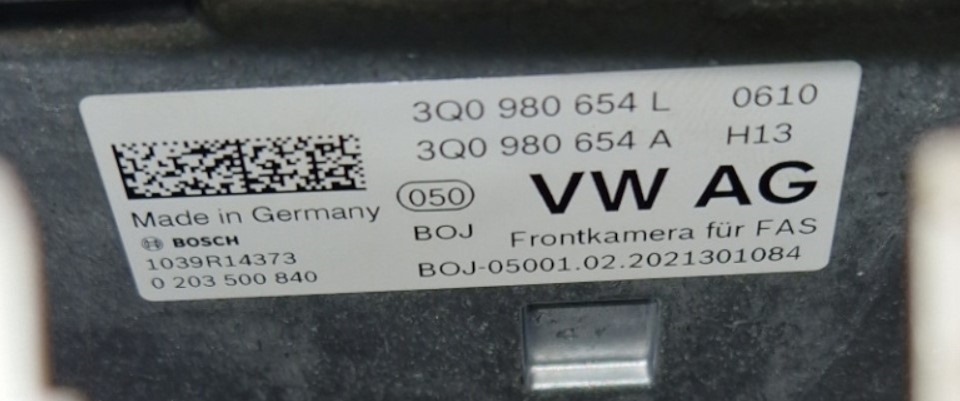 3Q0 980 654 L 0610
3Q0 980 654 A H13
050 VW AG
Made in Germany
BOJ Frontkamera für FAS
BOSCH
1039R14373
BOJ-05001.02.2021301084
0 203 500 840